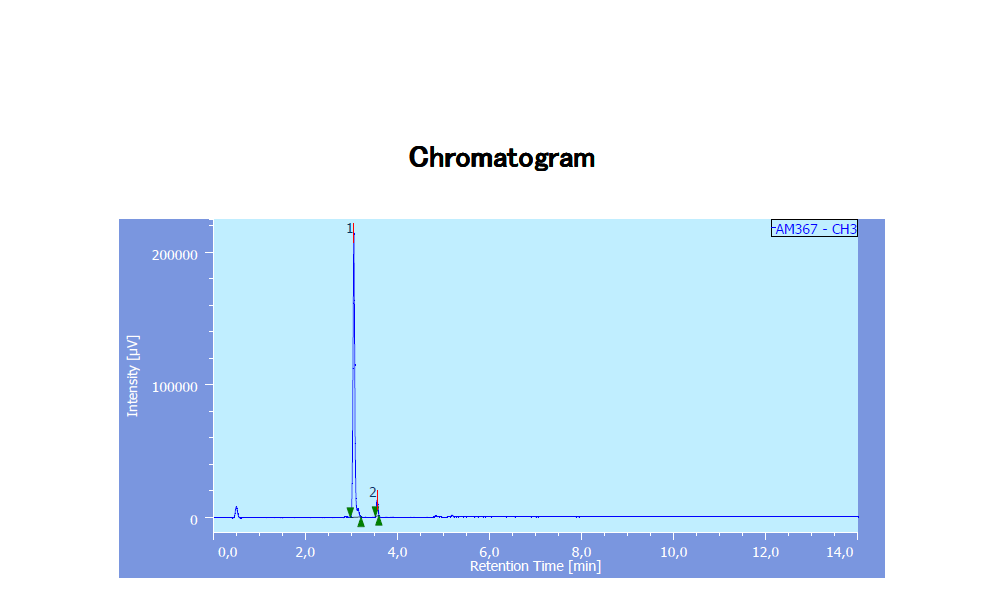 Chromatogram
AM367 - CH3
1
200000
Intensity [µV]
100000
2
0
0,0 2,0 4,0 6,0 8,0 10,0 12,0 14,0
Retention Time [min]